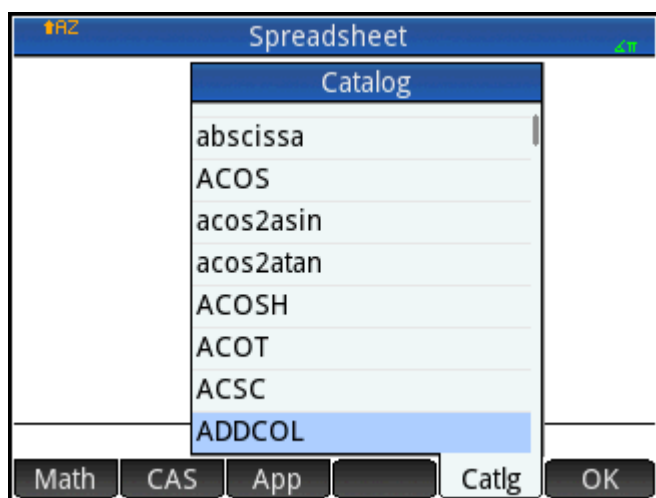 ↑AZ Spreadsheet ∡π
Catalog
abscissa
ACOS
acos2asin
acos2atan
ACOSH
ACOT
ACSC
ADDCOL
Math CAS App Catlg OK